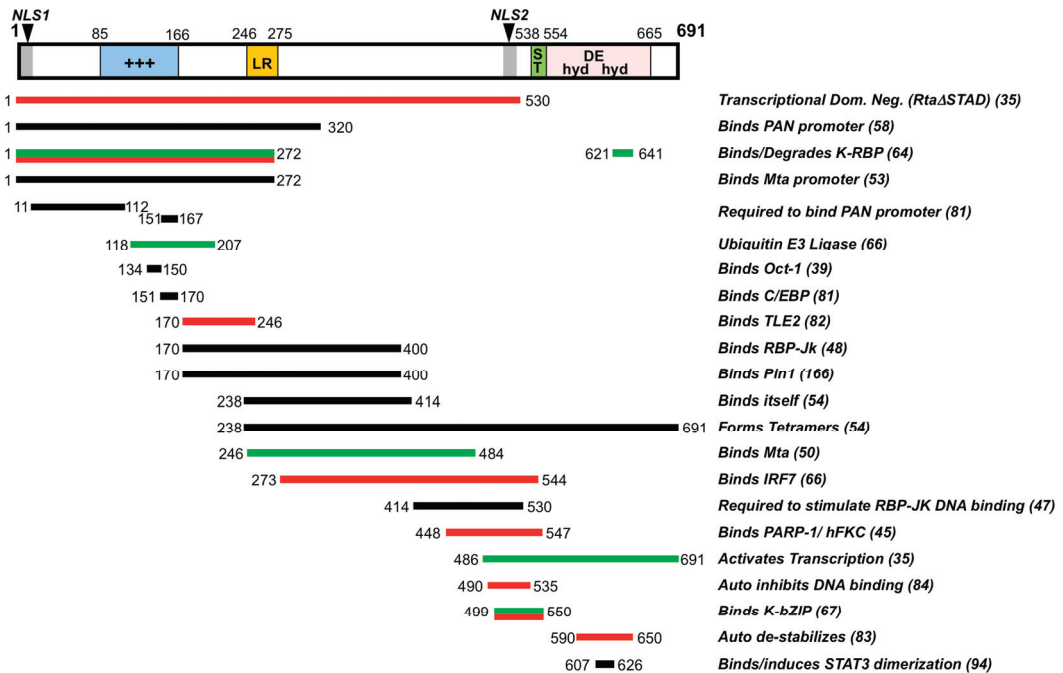 NLS1 NLS2
1 85 166 246 275 538 554 665 691
+++ LR S T DE hyd hyd
1 530 Transcriptional Dom. Neg. (RtaΔSTAD) (35)
1 320 Binds PAN promoter (58)
1 272 621 641 Binds/Degrades K-RBP (64)
1 272 Binds Mta promoter (53)
11 112 151 167 Required to bind PAN promoter (81)
118 207 Ubiquitin E3 Ligase (66)
134 150 Binds Oct-1 (39)
151 170 Binds C/EBP (81)
170 246 Binds TLE2 (82)
170 400 Binds RBP-Jk (48)
170 400 Binds Pin1 (166)
238 414 Binds itself (54)
238 691 Forms Tetramers (54)
246 484 Binds Mta (50)
273 544 Binds IRF7 (66)
414 530 Required to stimulate RBP-JK DNA binding (47)
448 547 Binds PARP-1/ hFKC (45)
486 691 Activates Transcription (35)
490 535 Auto inhibits DNA binding (84)
499 550 Binds K-bZIP (67)
590 650 Auto de-stabilizes (83)
607 626 Binds/induces STAT3 dimerization (94)